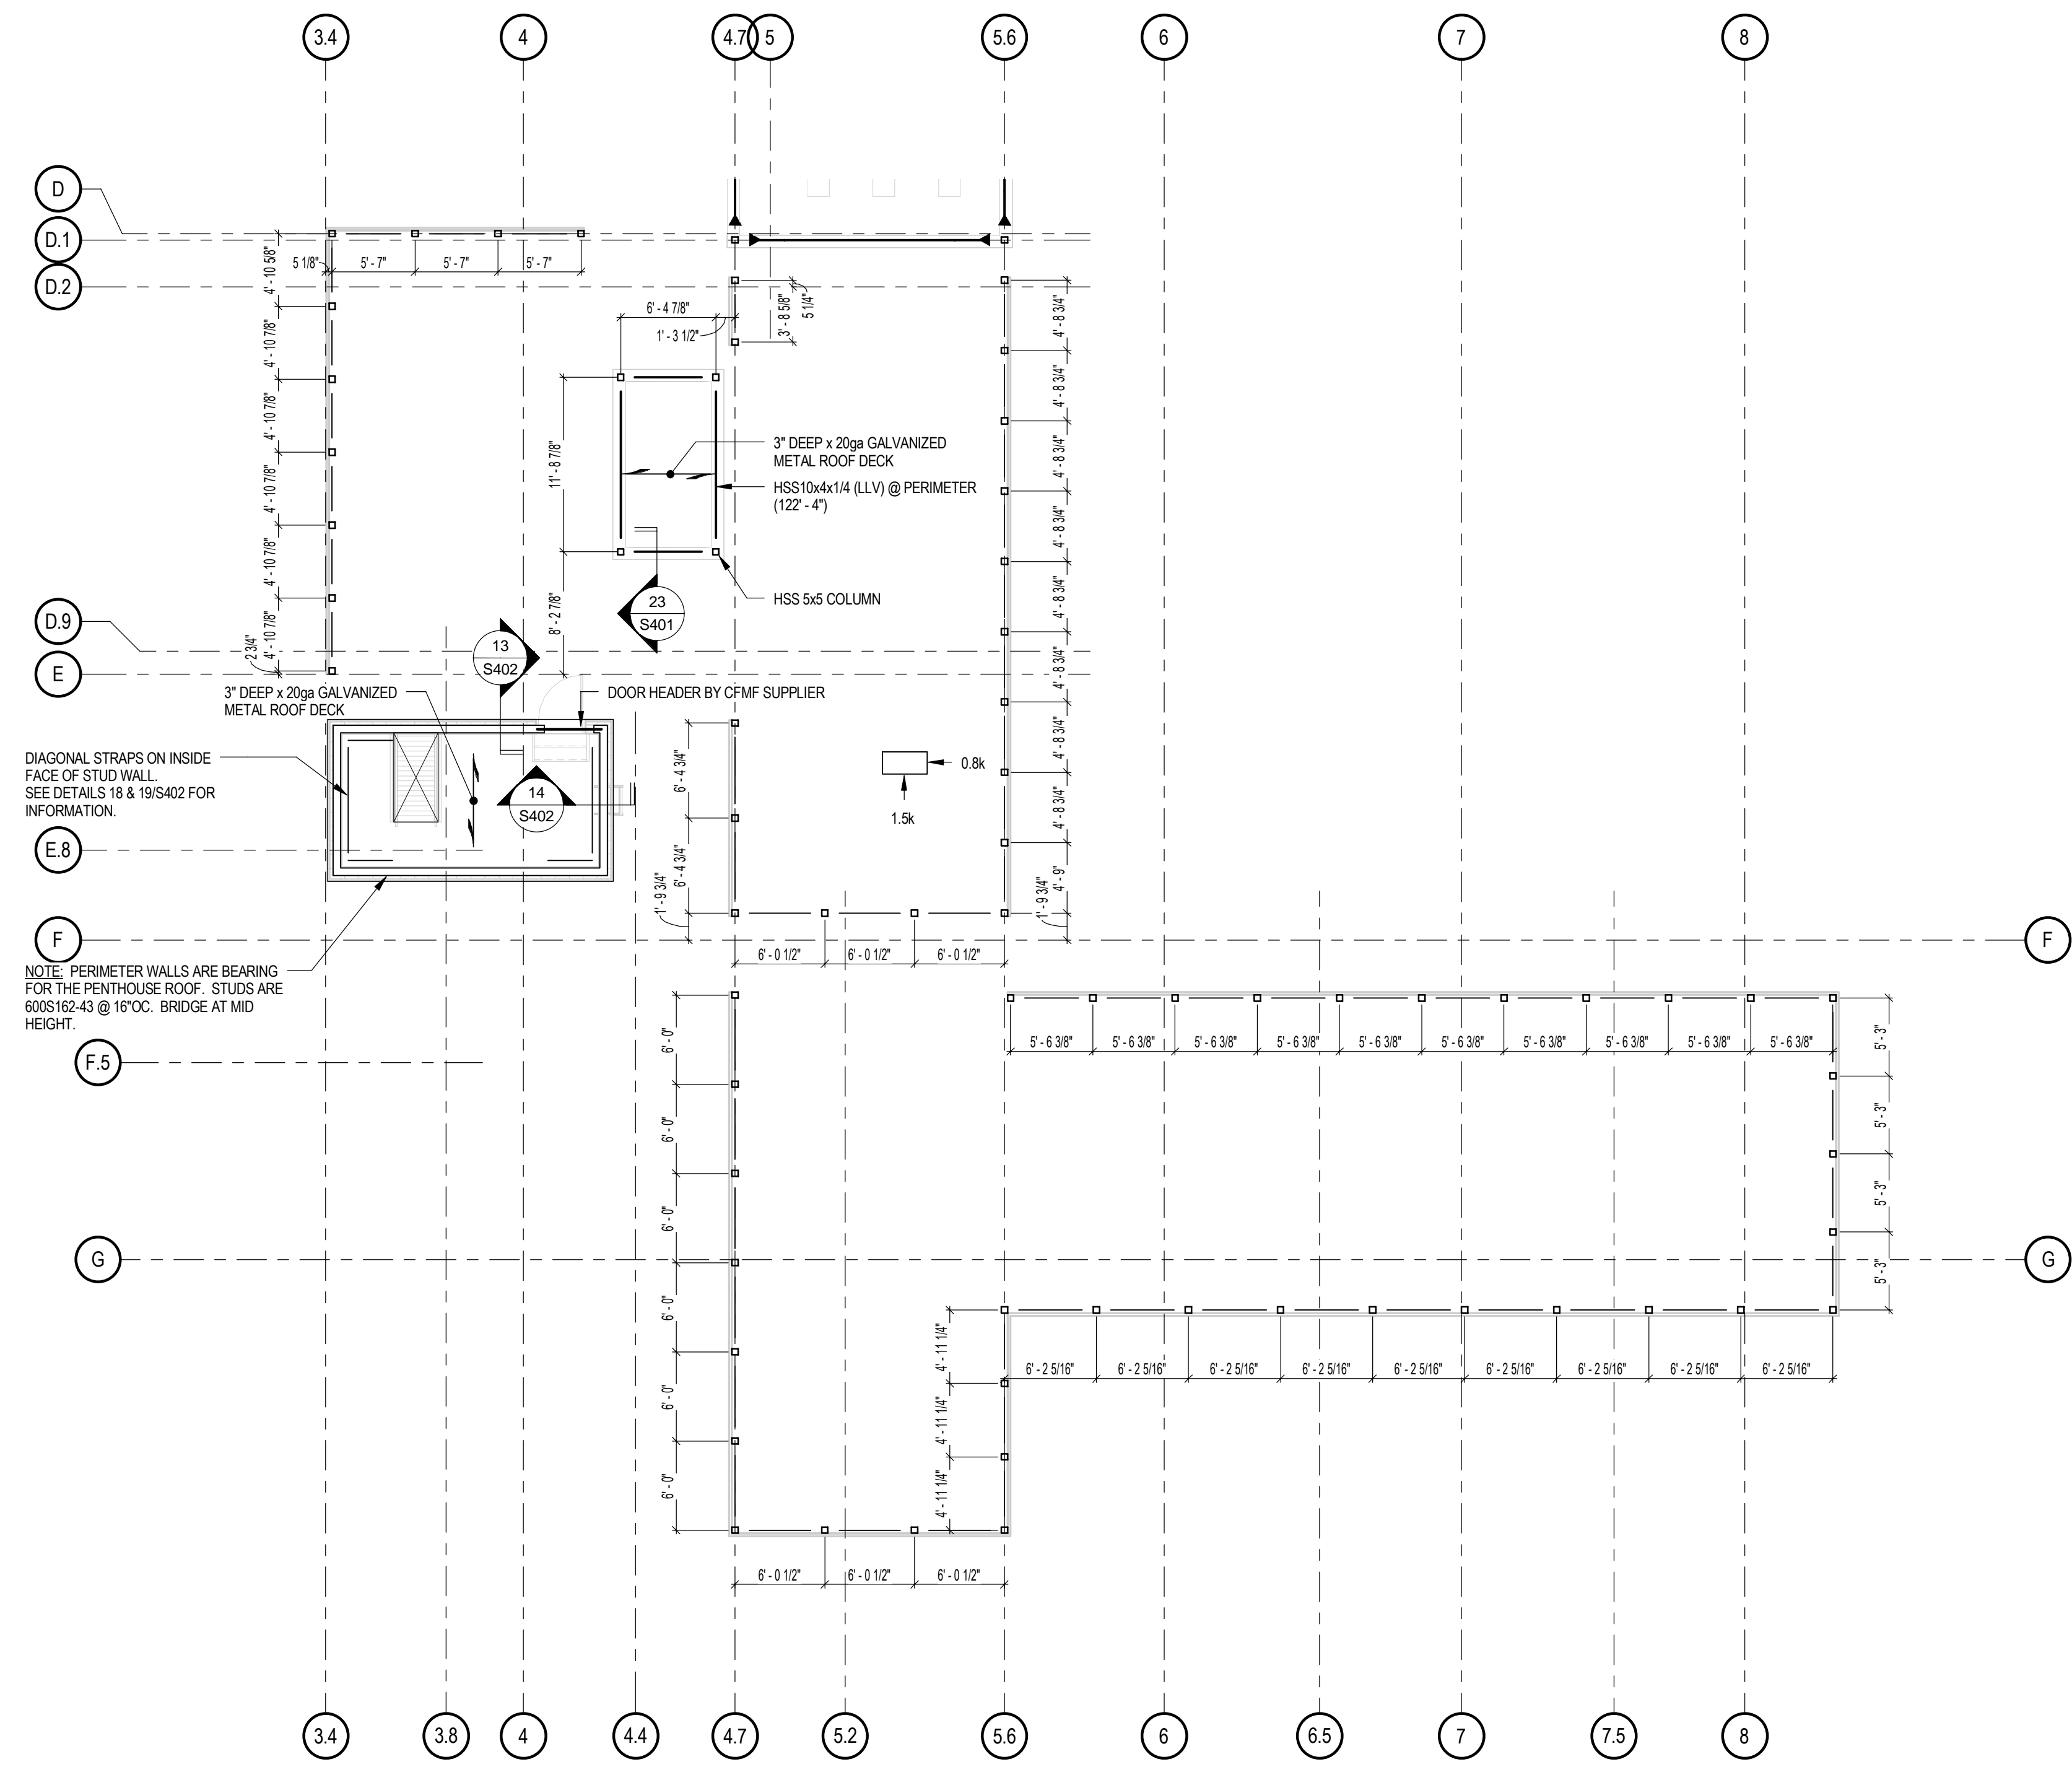 3.4
4
4.7
5
5.6
6
7
8
D
D.1
D.2
D.9
E
E.8
F
F.5
G
F
G
4' - 10 5/8"
4' - 10 7/8"
4' - 10 7/8"
4' - 10 7/8"
4' - 10 7/8"
4' - 10 7/8"
2 3/4"
5 1/8"
5' - 7"
5' - 7"
5' - 7"
6' - 4 7/8"
1' - 3 1/2"
3' - 8 5/8"
5 1/4"
11' - 8 7/8"
8' - 2 7/8"
3" DEEP x 20ga GALVANIZED
METAL ROOF DECK
HSS10x4x1/4 (LLV) @ PERIMETER
(122' - 4")
HSS 5x5 COLUMN
23
S401
13
S402
14
S402
3" DEEP x 20ga GALVANIZED
METAL ROOF DECK
DOOR HEADER BY CFMF SUPPLIER
DIAGONAL STRAPS ON INSIDE
FACE OF STUD WALL.
SEE DETAILS 18 & 19/S402 FOR
INFORMATION.
NOTE: PERIMETER WALLS ARE BEARING
FOR THE PENTHOUSE ROOF. STUDS ARE
600S162-43 @ 16"OC. BRIDGE AT MID
HEIGHT.
0.8k
1.5k
4' - 8 3/4"
4' - 8 3/4"
4' - 8 3/4"
4' - 8 3/4"
4' - 8 3/4"
4' - 8 3/4"
4' - 8 3/4"
4' - 8 3/4"
4' - 9"
1' - 9 3/4"
6' - 4 3/4"
6' - 4 3/4"
1' - 9 3/4"
6' - 0 1/2"
6' - 0 1/2"
6' - 0 1/2"
6' - 0"
6' - 0"
6' - 0"
6' - 0"
6' - 0"
6' - 0"
5' - 6 3/8"
5' - 6 3/8"
5' - 6 3/8"
5' - 6 3/8"
5' - 6 3/8"
5' - 6 3/8"
5' - 6 3/8"
5' - 6 3/8"
5' - 6 3/8"
5' - 6 3/8"
5' - 3"
5' - 3"
5' - 3"
5' - 3"
4' - 11 1/4"
4' - 11 1/4"
4' - 11 1/4"
6' - 2 5/16"
6' - 2 5/16"
6' - 2 5/16"
6' - 2 5/16"
6' - 2 5/16"
6' - 2 5/16"
6' - 2 5/16"
6' - 2 5/16"
6' - 2 5/16"
6' - 0 1/2"
6' - 0 1/2"
6' - 0 1/2"
3.4
3.8
4
4.4
4.7
5.2
5.6
6
6.5
7
7.5
8